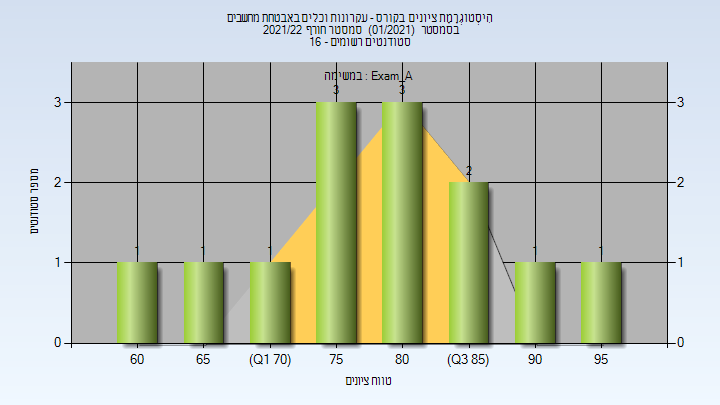 היסטוגרמת ציונים בקורס - עקרונות וכלים באבטחת מחשבים
בסמסטר (01/2021) סמסטר חורף 2021/22
סטודנטים רשומים - 16
במשימה : Exam_A
מספר סטודנטים
3
2
1
0
3
2
1
0
1
1
1
3
3
2
1
1
60
65
(Q1 70)
75
80
(Q3 85)
90
95
טווח ציונים